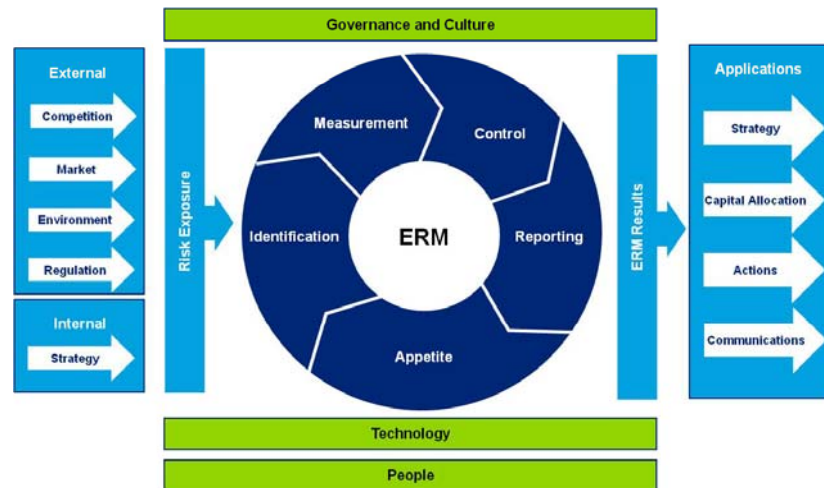 Governance and Culture
External
Competition
Market
Environment
Regulation
Internal
Strategy
Risk Exposure
Measurement
Control
Identification
ERM
Reporting
Appetite
ERM Results
Applications
Strategy
Capital Allocation
Actions
Communications
Technology
People